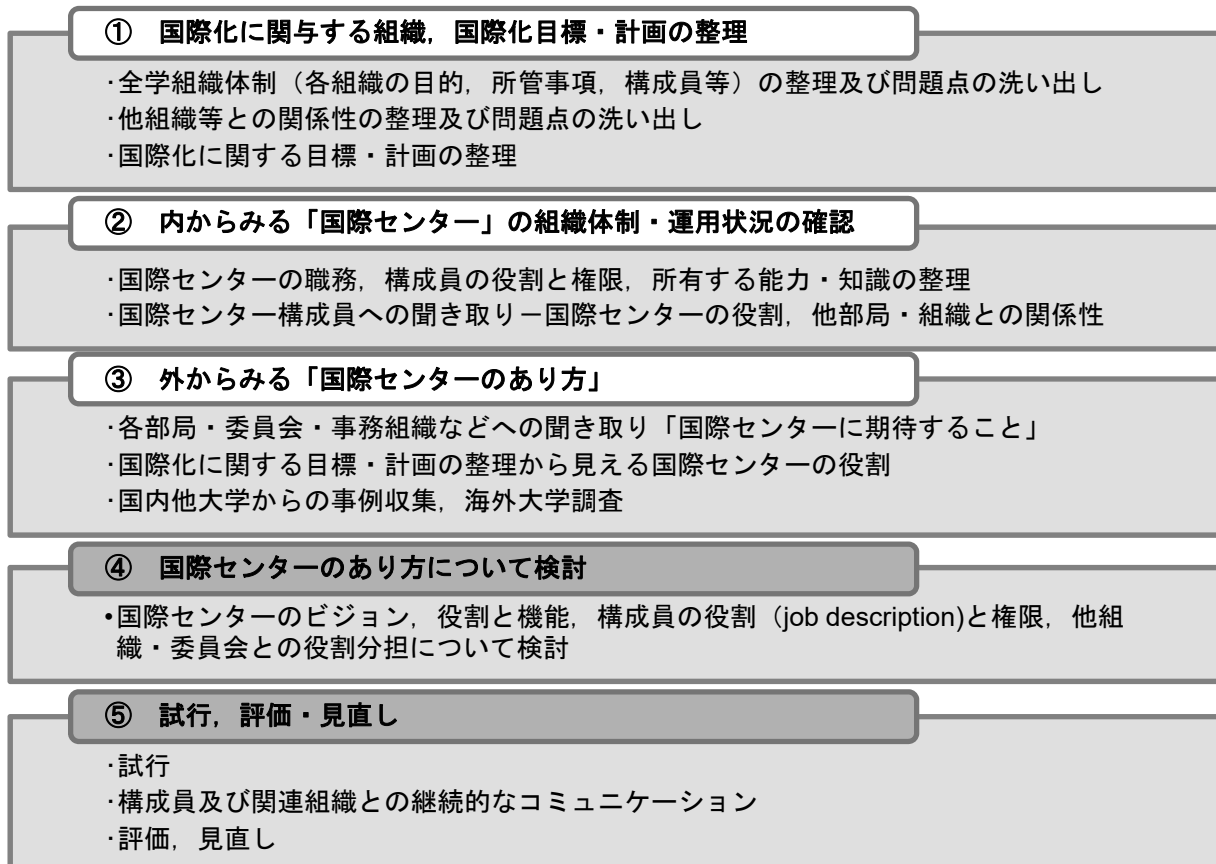 ① 国際化に関与する組織，国際化目標・計画の整理
・全学組織体制（各組織の目的，所管事項，構成員等）の整理及び問題点の洗い出し
・他組織等との関係性の整理及び問題点の洗い出し
・国際化に関する目標・計画の整理
② 内からみる「国際センター」の組織体制・運用状況の確認
・国際センターの職務，構成員の役割と権限，所有する能力・知識の整理
・国際センター構成員への聞き取り－国際センターの役割，他部局・組織との関係性
③ 外からみる「国際センターのあり方」
・各部局・委員会・事務組織などへの聞き取り「国際センターに期待すること」
・国際化に関する目標・計画の整理から見える国際センターの役割
・国内他大学からの事例収集，海外大学調査
④ 国際センターのあり方について検討
•国際センターのビジョン，役割と機能，構成員の役割（job description)と権限，他組
織・委員会との役割分担について検討
⑤ 試行，評価・見直し
・試行
・構成員及び関連組織との継続的なコミュニケーション
・評価，見直し